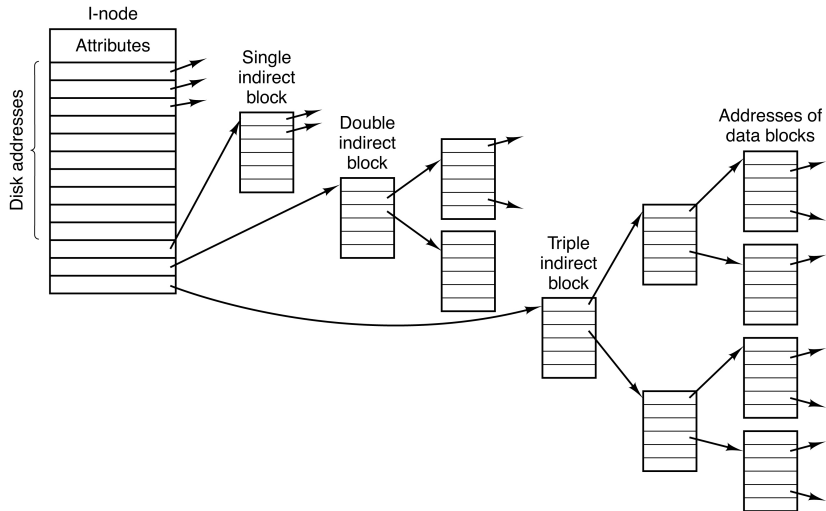 I-node
Attributes
Disk addresses
Single
indirect
block
Double
indirect
block
Triple
indirect
block
Addresses of
data blocks